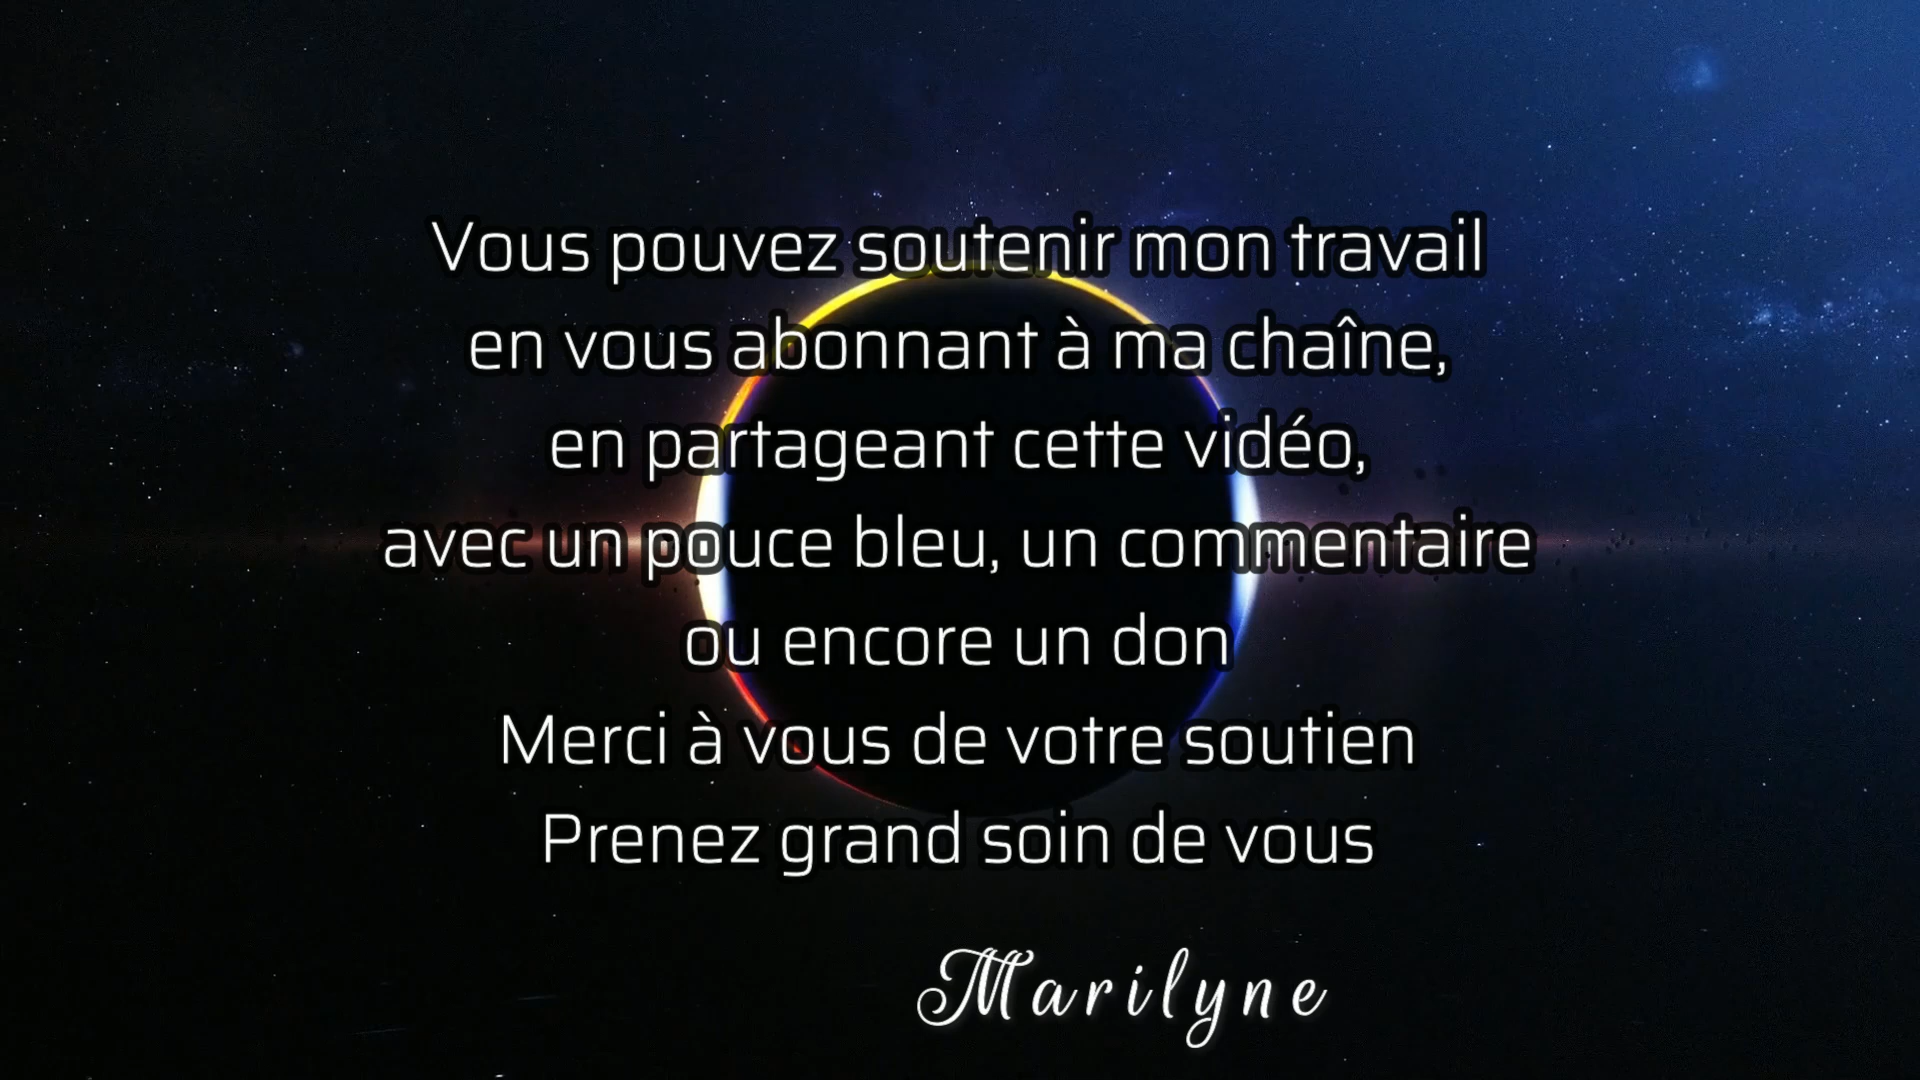 Vous pouvez soutenir mon travail
en vous abonnant à ma chaîne,
en partageant cette vidéo,
avec un pouce bleu, un commentaire
ou encore un don
Merci à vous de votre soutien
Prenez grand soin de vous
Marilyne